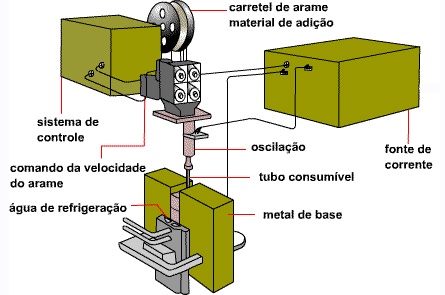 carretel de arame
material de adição
sistema de
controle
oscilação
fonte de
corrente
comando da velocidade
do arame
tubo consumível
água de refrigeração
metal de base